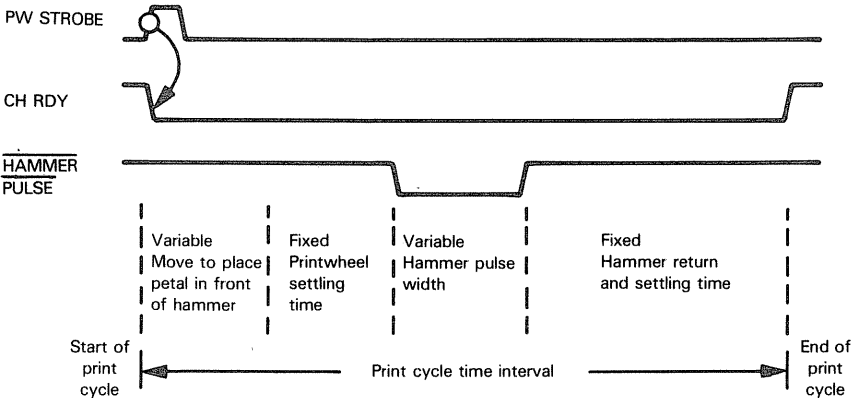 PW STROBE
CH RDY
HAMMER
PULSE
Variable
Move to place
petal in front
of hammer
Fixed
Printwheel
settling
time
Variable
Hammer pulse
width
Fixed
Hammer return
and settling time
Start of
print
cycle
Print cycle time interval
End of
print
cycle